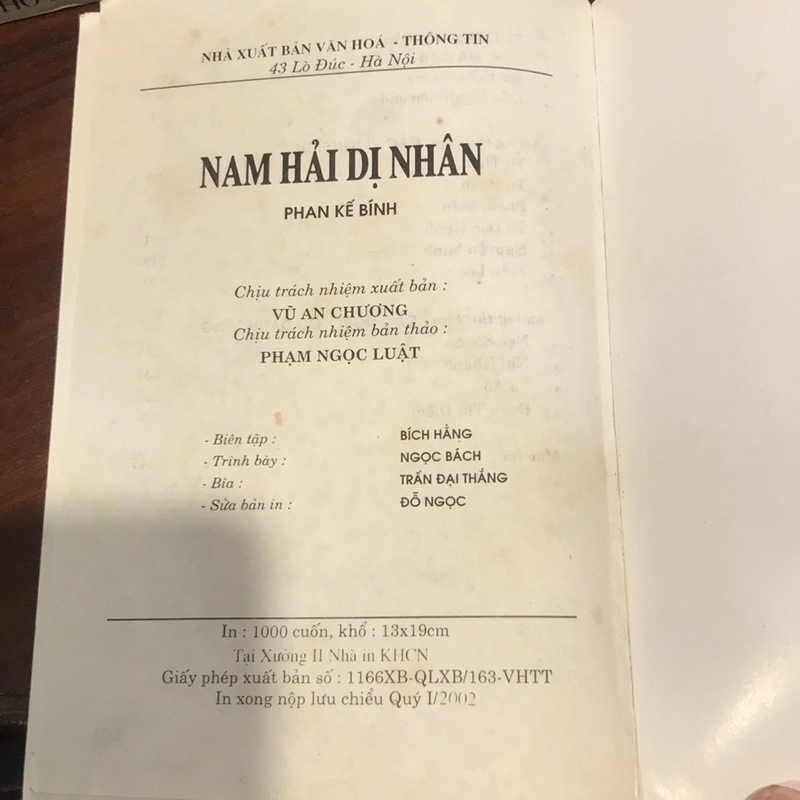 NHÀ XUẤT BẢN VĂN HOÁ - THÔNG TIN
43 Lò Đúc - Hà Nội
NAM HẢI DỊ NHÂN
PHAN KẾ BÍNH
Chịu trách nhiệm xuất bản :
VŨ AN CHƯƠNG
Chịu trách nhiệm bản thảo :
PHẠM NGỌC LUẬT
- Biên tập : BÍCH HẰNG
- Trình bày : NGỌC BÁCH
- Bìa : TRẦN ĐẠI THẮNG
- Sửa bản in : ĐỖ NGỌC
In : 1000 cuốn, khổ : 13x19cm
Tại Xưởng II Nhà in KHCN
Giấy phép xuất bản số : 1166XB-QLXB/163-VHTT
In xong nộp lưu chiểu Quý I/2002